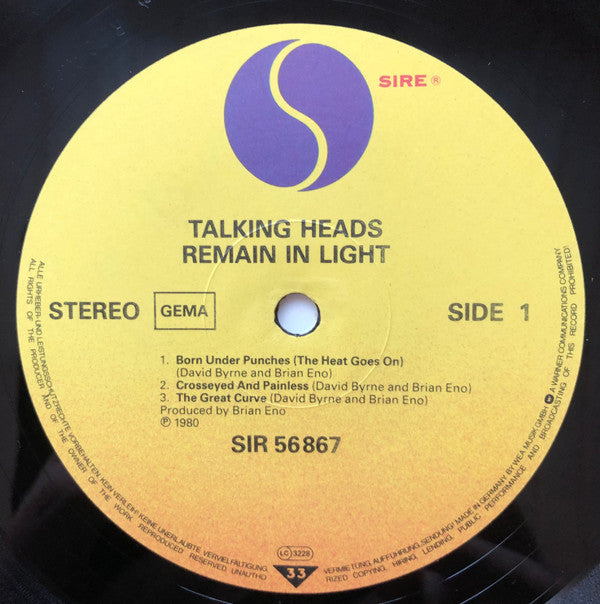 SIRE ®
TALKING HEADS
REMAIN IN LIGHT
STEREO GEMA SIDE 1
1. Born Under Punches (The Heat Goes On)
(David Byrne and Brian Eno)
2. Crosseyed And Painless (David Byrne and Brian Eno)
3. The Great Curve (David Byrne and Brian Eno)
Produced by Brian Eno
℗ 1980
SIR 56 867
LC 3228
33
ALLE URHEBER- UND LEISTUNGSSCHUTZRECHTE VORBEHALTEN, KEIN VERLEIH! KEINE UNERLAUBTE VERVIELFÄLTIGUNG, VERMIETUNG, AUFFÜHRUNG, SENDUNG! MADE IN GERMANY BY WEA MUSIK GMBH A WARNER COMMUNICATIONS COMPANY
ALL RIGHTS OF THE PRODUCER AND OF THE OWNER OF THE WORK REPRODUCED RESERVED. UNAUTHORIZED COPYING, HIRING, LENDING, PUBLIC PERFORMANCE AND BROADCASTING OF THIS RECORD PROHIBITED!